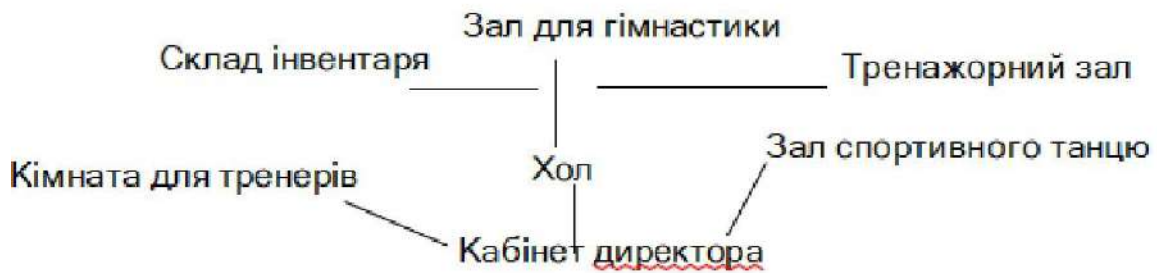 Зал для гімнастики
Склад інвентаря
Тренажорний зал
Зал спортивного танцю
Хол
Кімната для тренерів
Кабінет директора